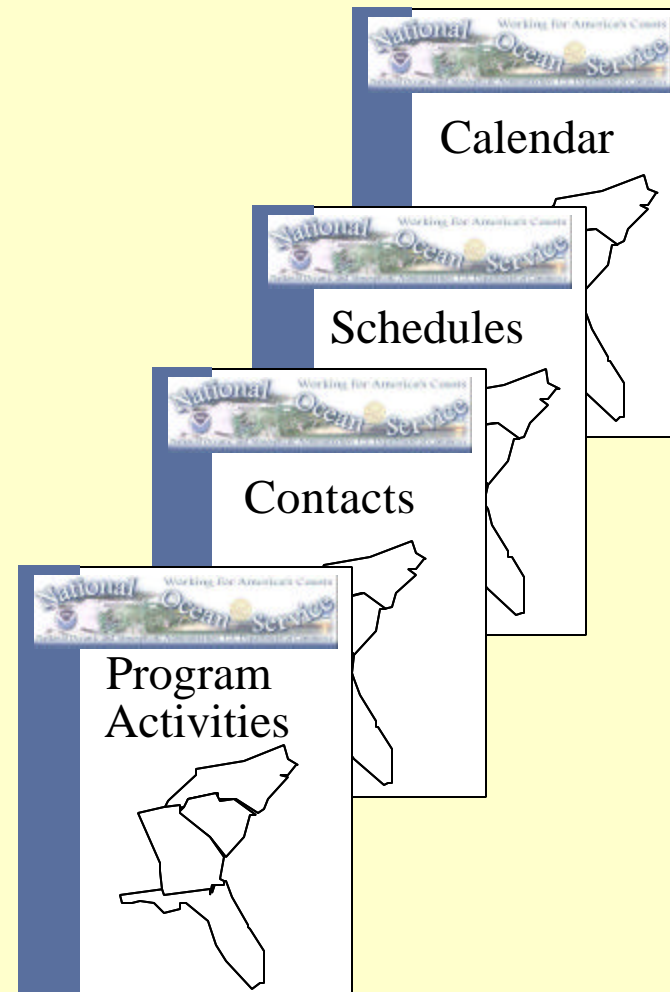 Working for America's Coasts
National Ocean Service
Calendar
Working for America's Coasts
National Ocean Service
Schedules
Working for America's Coasts
National Ocean Service
Contacts
Working for America's Coasts
National Ocean Service
Program
Activities